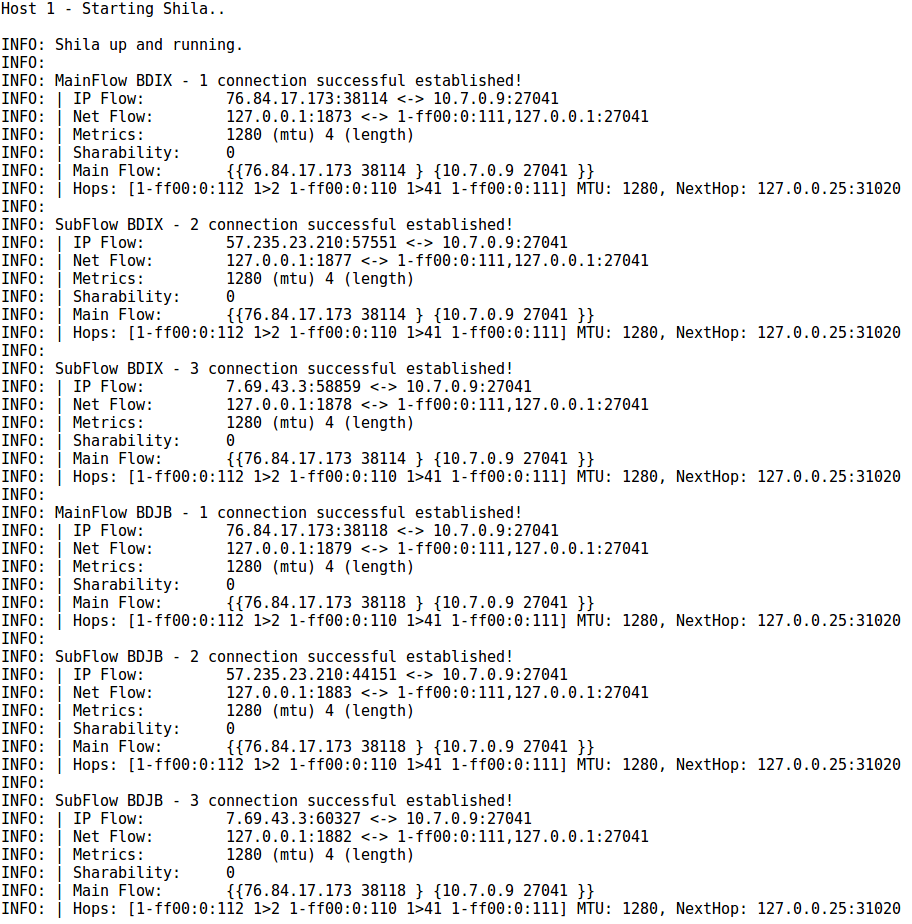 Host 1 - Starting Shila..
INFO: Shila up and running.
INFO:
INFO: MainFlow BDIX - 1 connection successful established!
INFO: | IP Flow: 76.84.17.173:38114 <-> 10.7.0.9:27041
INFO: | Net Flow: 127.0.0.1:1873 <-> 1-ff00:0:111,127.0.0.1:27041
INFO: | Metrics: 1280 (mtu) 4 (length)
INFO: | Sharability: 0
INFO: | Main Flow: {{76.84.17.173 38114 } {10.7.0.9 27041 }}
INFO: | Hops: [1-ff00:0:112 1>2 1-ff00:0:110 1>41 1-ff00:0:111] MTU: 1280, NextHop: 127.0.0.25:31020
INFO:
INFO: SubFlow BDIX - 2 connection successful established!
INFO: | IP Flow: 57.235.23.210:57551 <-> 10.7.0.9:27041
INFO: | Net Flow: 127.0.0.1:1877 <-> 1-ff00:0:111,127.0.0.1:27041
INFO: | Metrics: 1280 (mtu) 4 (length)
INFO: | Sharability: 0
INFO: | Main Flow: {{76.84.17.173 38114 } {10.7.0.9 27041 }}
INFO: | Hops: [1-ff00:0:112 1>2 1-ff00:0:110 1>41 1-ff00:0:111] MTU: 1280, NextHop: 127.0.0.25:31020
INFO:
INFO: SubFlow BDIX - 3 connection successful established!
INFO: | IP Flow: 7.69.43.3:58859 <-> 10.7.0.9:27041
INFO: | Net Flow: 127.0.0.1:1878 <-> 1-ff00:0:111,127.0.0.1:27041
INFO: | Metrics: 1280 (mtu) 4 (length)
INFO: | Sharability: 0
INFO: | Main Flow: {{76.84.17.173 38114 } {10.7.0.9 27041 }}
INFO: | Hops: [1-ff00:0:112 1>2 1-ff00:0:110 1>41 1-ff00:0:111] MTU: 1280, NextHop: 127.0.0.25:31020
INFO:
INFO: MainFlow BDJB - 1 connection successful established!
INFO: | IP Flow: 76.84.17.173:38118 <-> 10.7.0.9:27041
INFO: | Net Flow: 127.0.0.1:1879 <-> 1-ff00:0:111,127.0.0.1:27041
INFO: | Metrics: 1280 (mtu) 4 (length)
INFO: | Sharability: 0
INFO: | Main Flow: {{76.84.17.173 38118 } {10.7.0.9 27041 }}
INFO: | Hops: [1-ff00:0:112 1>2 1-ff00:0:110 1>41 1-ff00:0:111] MTU: 1280, NextHop: 127.0.0.25:31020
INFO:
INFO: SubFlow BDJB - 2 connection successful established!
INFO: | IP Flow: 57.235.23.210:44151 <-> 10.7.0.9:27041
INFO: | Net Flow: 127.0.0.1:1883 <-> 1-ff00:0:111,127.0.0.1:27041
INFO: | Metrics: 1280 (mtu) 4 (length)
INFO: | Sharability: 0
INFO: | Main Flow: {{76.84.17.173 38118 } {10.7.0.9 27041 }}
INFO: | Hops: [1-ff00:0:112 1>2 1-ff00:0:110 1>41 1-ff00:0:111] MTU: 1280, NextHop: 127.0.0.25:31020
INFO:
INFO: SubFlow BDJB - 3 connection successful established!
INFO: | IP Flow: 7.69.43.3:60327 <-> 10.7.0.9:27041
INFO: | Net Flow: 127.0.0.1:1882 <-> 1-ff00:0:111,127.0.0.1:27041
INFO: | Metrics: 1280 (mtu) 4 (length)
INFO: | Sharability: 0
INFO: | Main Flow: {{76.84.17.173 38118 } {10.7.0.9 27041 }}
INFO: | Hops: [1-ff00:0:112 1>2 1-ff00:0:110 1>41 1-ff00:0:111] MTU: 1280, NextHop: 127.0.0.25:31020